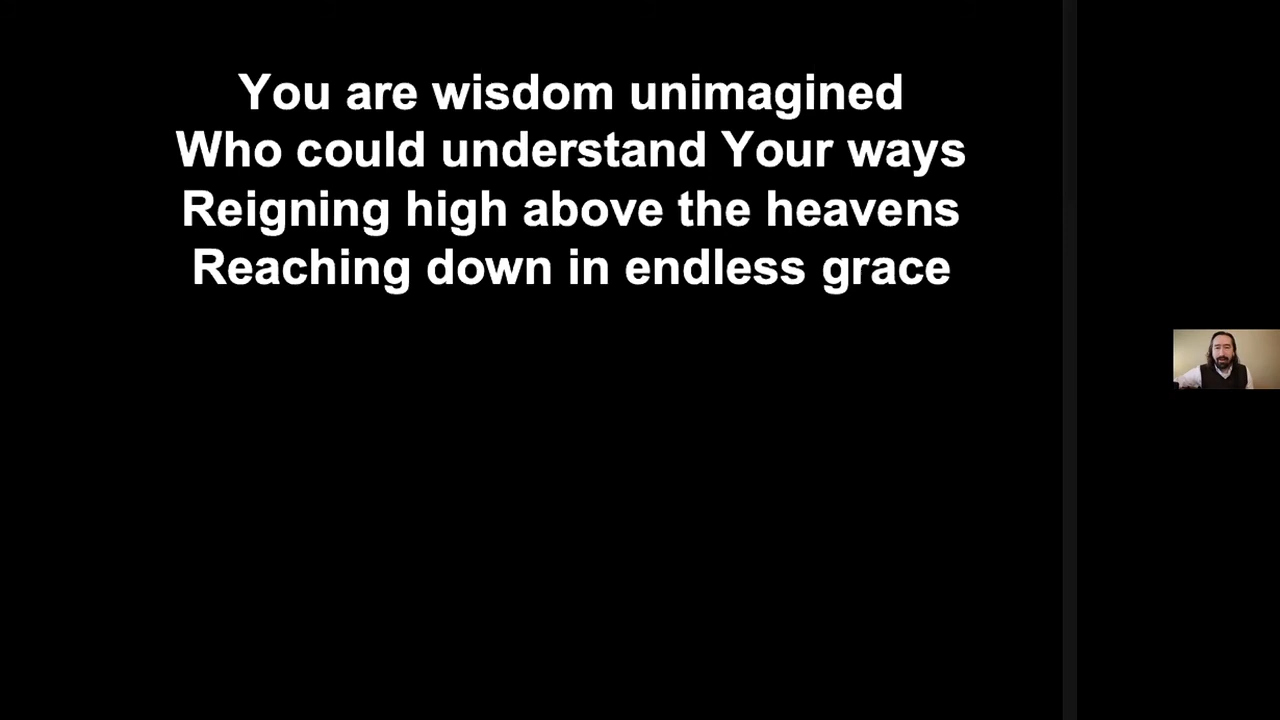 You are wisdom unimagined
Who could understand Your ways
Reigning high above the heavens
Reaching down in endless grace